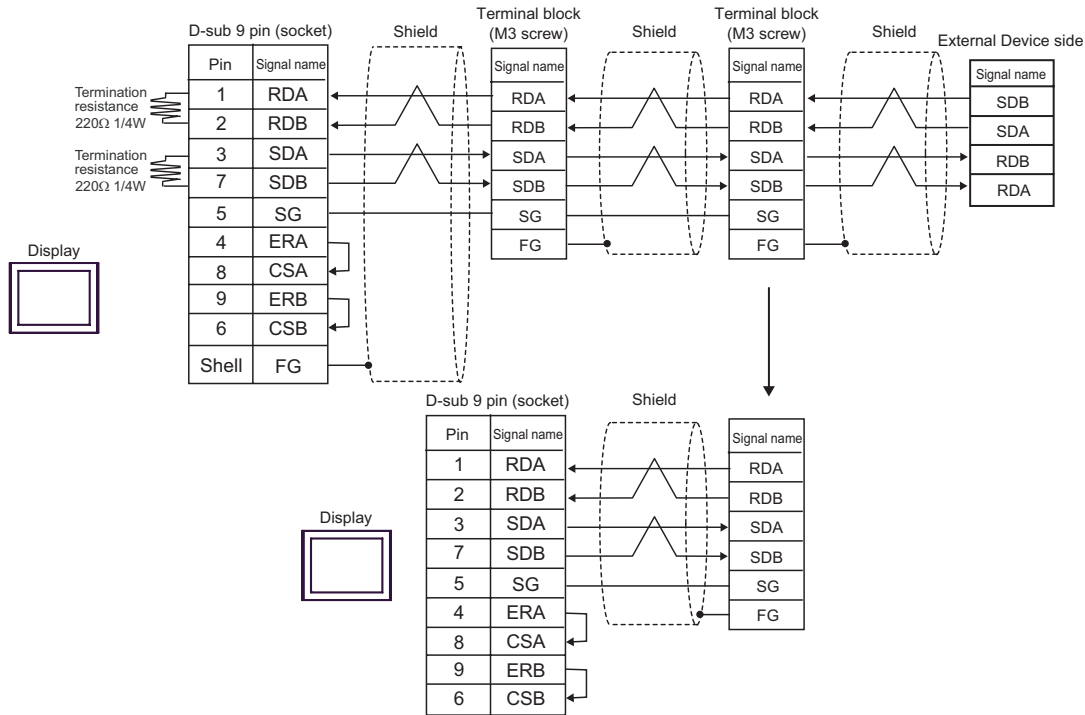 Terminal block
(M3 screw)
Terminal block
(M3 screw)
D-sub 9 pin (socket)
Shield
Shield
Shield
External Device side
Pin Signal name
1 RDA
2 RDB
3 SDA
7 SDB
5 SG
4 ERA
8 CSA
9 ERB
6 CSB
Shell FG
Termination
resistance
220Ω 1/4W
Termination
resistance
220Ω 1/4W
Signal name
RDA
RDB
SDA
SDB
SG
FG
Signal name
RDA
RDB
SDA
SDB
SG
FG
Signal name
SDB
SDA
RDB
RDA
Display
D-sub 9 pin (socket)
Shield
Pin Signal name
1 RDA
2 RDB
3 SDA
7 SDB
5 SG
4 ERA
8 CSA
9 ERB
6 CSB
Signal name
RDA
RDB
SDA
SDB
SG
FG
Display